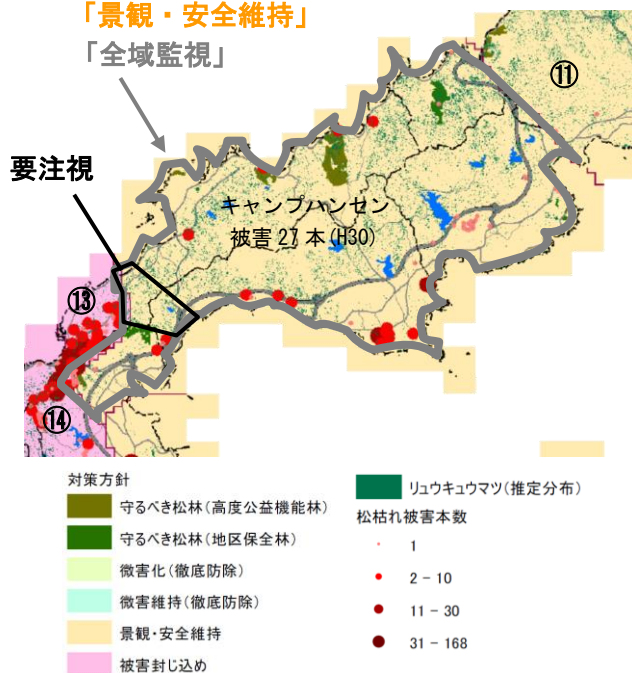 「景観・安全維持」
「全域監視」
⑪
要注視
キャンプハンセン
被害 27 本(H30)
⑬
⑭
対策方針
守るべき松林(高度公益機能林)
守るべき松林(地区保全林)
微害化(徹底防除)
微害維持(徹底防除)
景観・安全維持
被害封じ込め
リュウキュウマツ(推定分布)
松枯れ被害本数
1
2 - 10
11 - 30
31 - 168